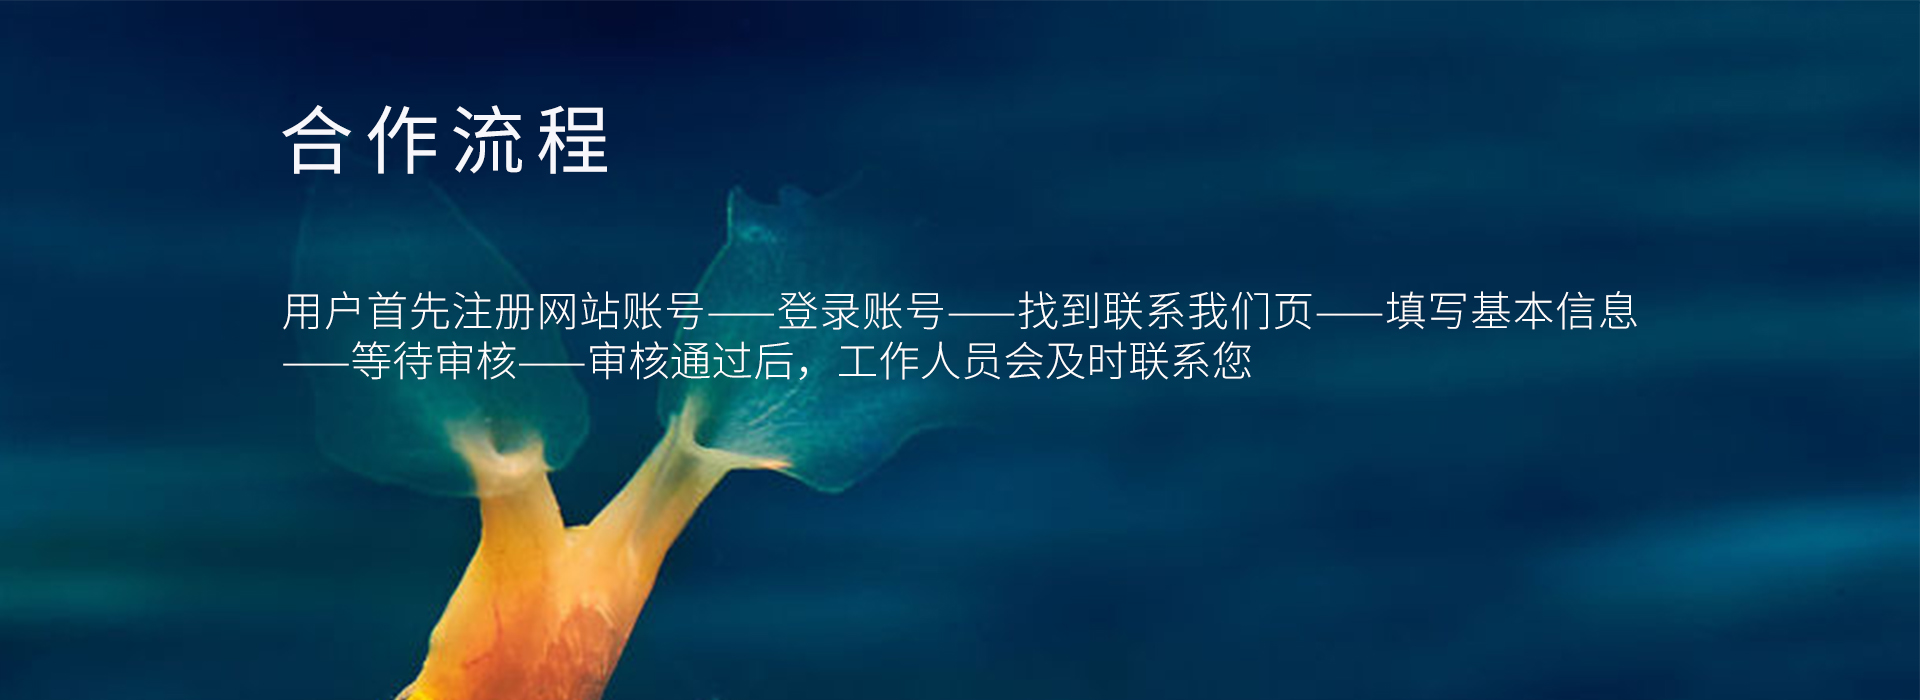 合作流程
用户首先注册网站账号——登录账号——找到联系我们页——填写基本信息
——等待审核——审核通过后，工作人员会及时联系您